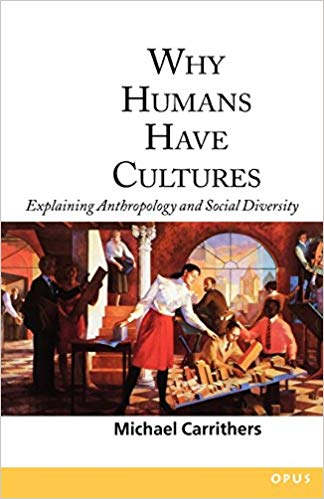 WHY
HUMANS
HAVE
CULTURES
Explaining Anthropology and Social Diversity
Michael Carrithers
OPUS